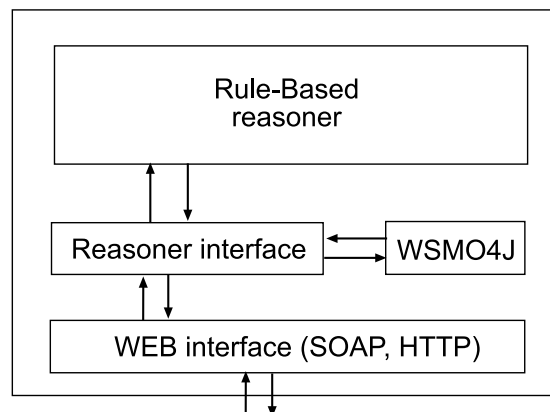 Rule-Based
reasoner
Reasoner interface
WSMO4J
WEB interface (SOAP, HTTP)